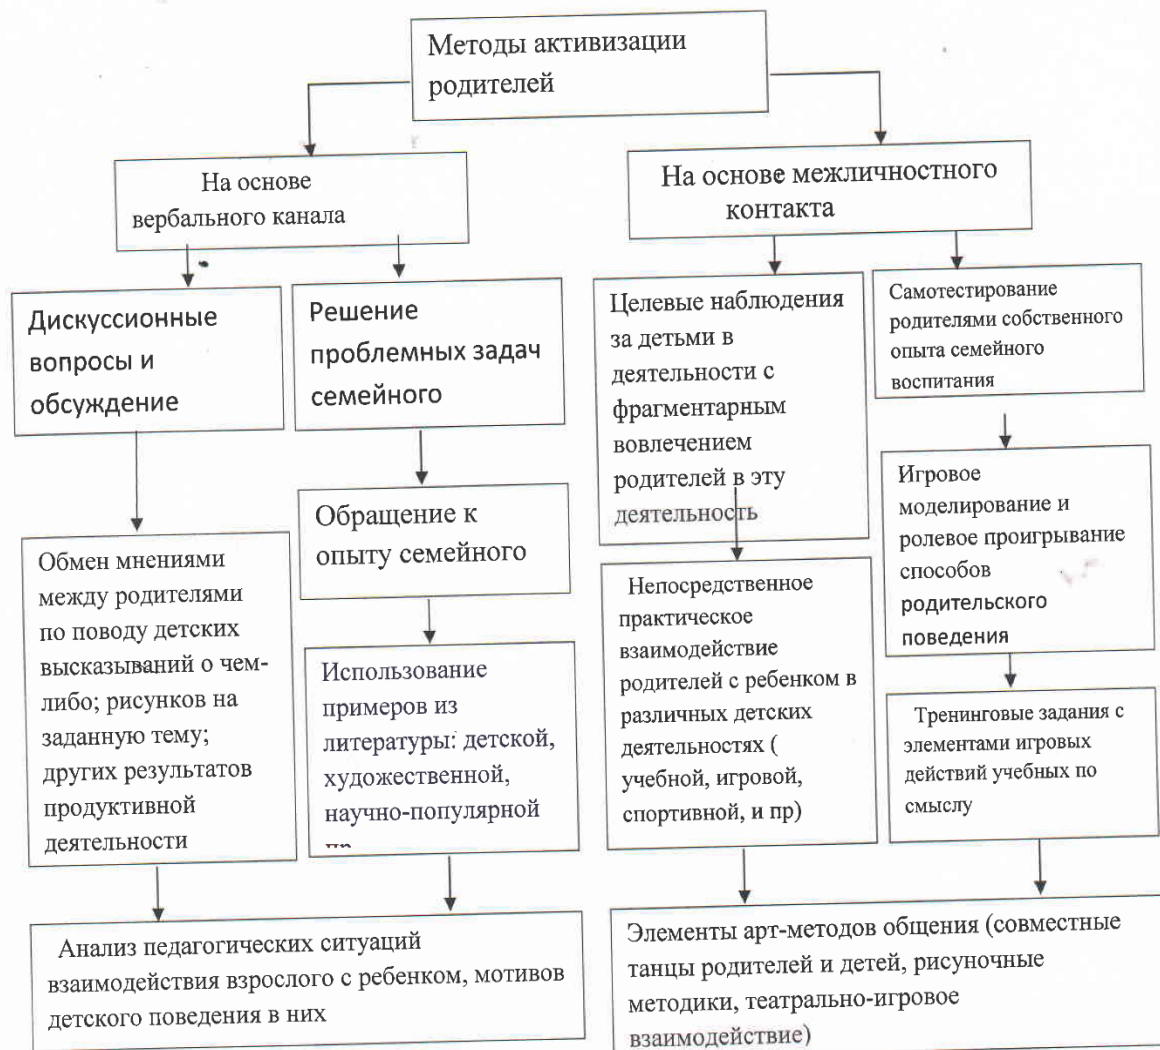 Методы активизации
родителей
На основе
вербального канала
На основе межличностного
контакта
Дискуссионные
вопросы и
обсуждение
Решение
проблемных задач
семейного
Целевые наблюдения
за детьми в
деятельности с
фрагментарным
вовлечением
родителей в эту
деятельность
Самотестирование
родителями собственного
опыта семейного
воспитания
Обращение к
опыту семейного
Игровое
моделирование и
ролевое проигрывание
способов
родительского
поведения
Обмен мнениями
между родителями
по поводу детских
высказываний о чем-
либо; рисунков на
заданную тему;
других результатов
продуктивной
деятельности
Использование
примеров из
литературы: детской,
художественной,
научно-популярной
Непосредственное
практическое
взаимодействие
родителей с ребенком в
различных детских
деятельностях (
учебной, игровой,
спортивной, и пр)
Тренинговые задания с
элементами игровых
действий учебных по
смыслу
Анализ педагогических ситуаций
взаимодействия взрослого с ребенком, мотивов
детского поведения в них
Элементы арт-методов общения (совместные
танцы родителей и детей, рисуночные
методики, театрально-игровое
взаимодействие)